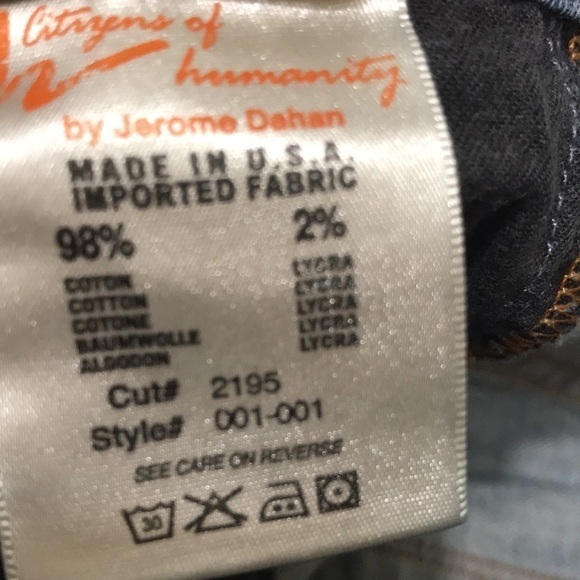 Citizens of
humanity
by Jerome Dahan
MADE IN U.S.A.
IMPORTED FABRIC
98% 2%
COTON LYCRA
COTTON LYCRA
COTONE LYCRA
BAUMWOLLE LYCRA
ALGODON LYCRA
Cut# 2195
Style# 001-001
SEE CARE ON REVERSE
30